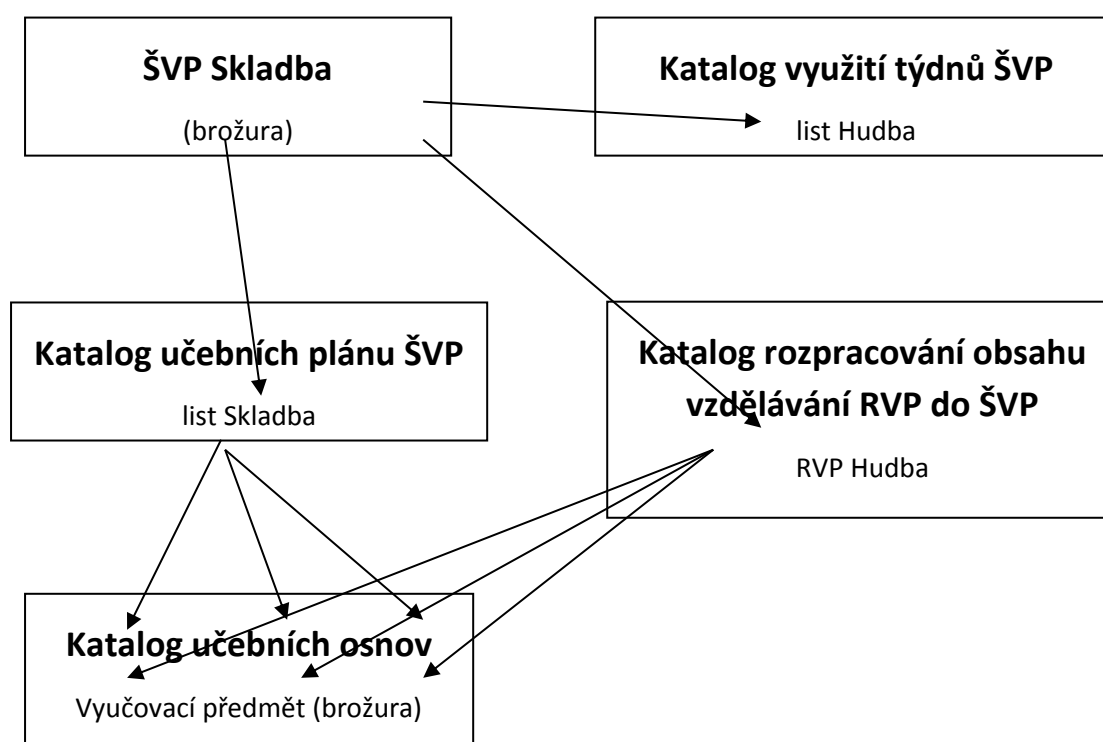 ŠVP Skladba
(brožura)
Katalog využití týdnů ŠVP
list Hudba
Katalog učebních plánu ŠVP
list Skladba
Katalog rozpracování obsahu
vzdělávání RVP do ŠVP
RVP Hudba
Katalog učebních osnov
Vyučovací předmět (brožura)